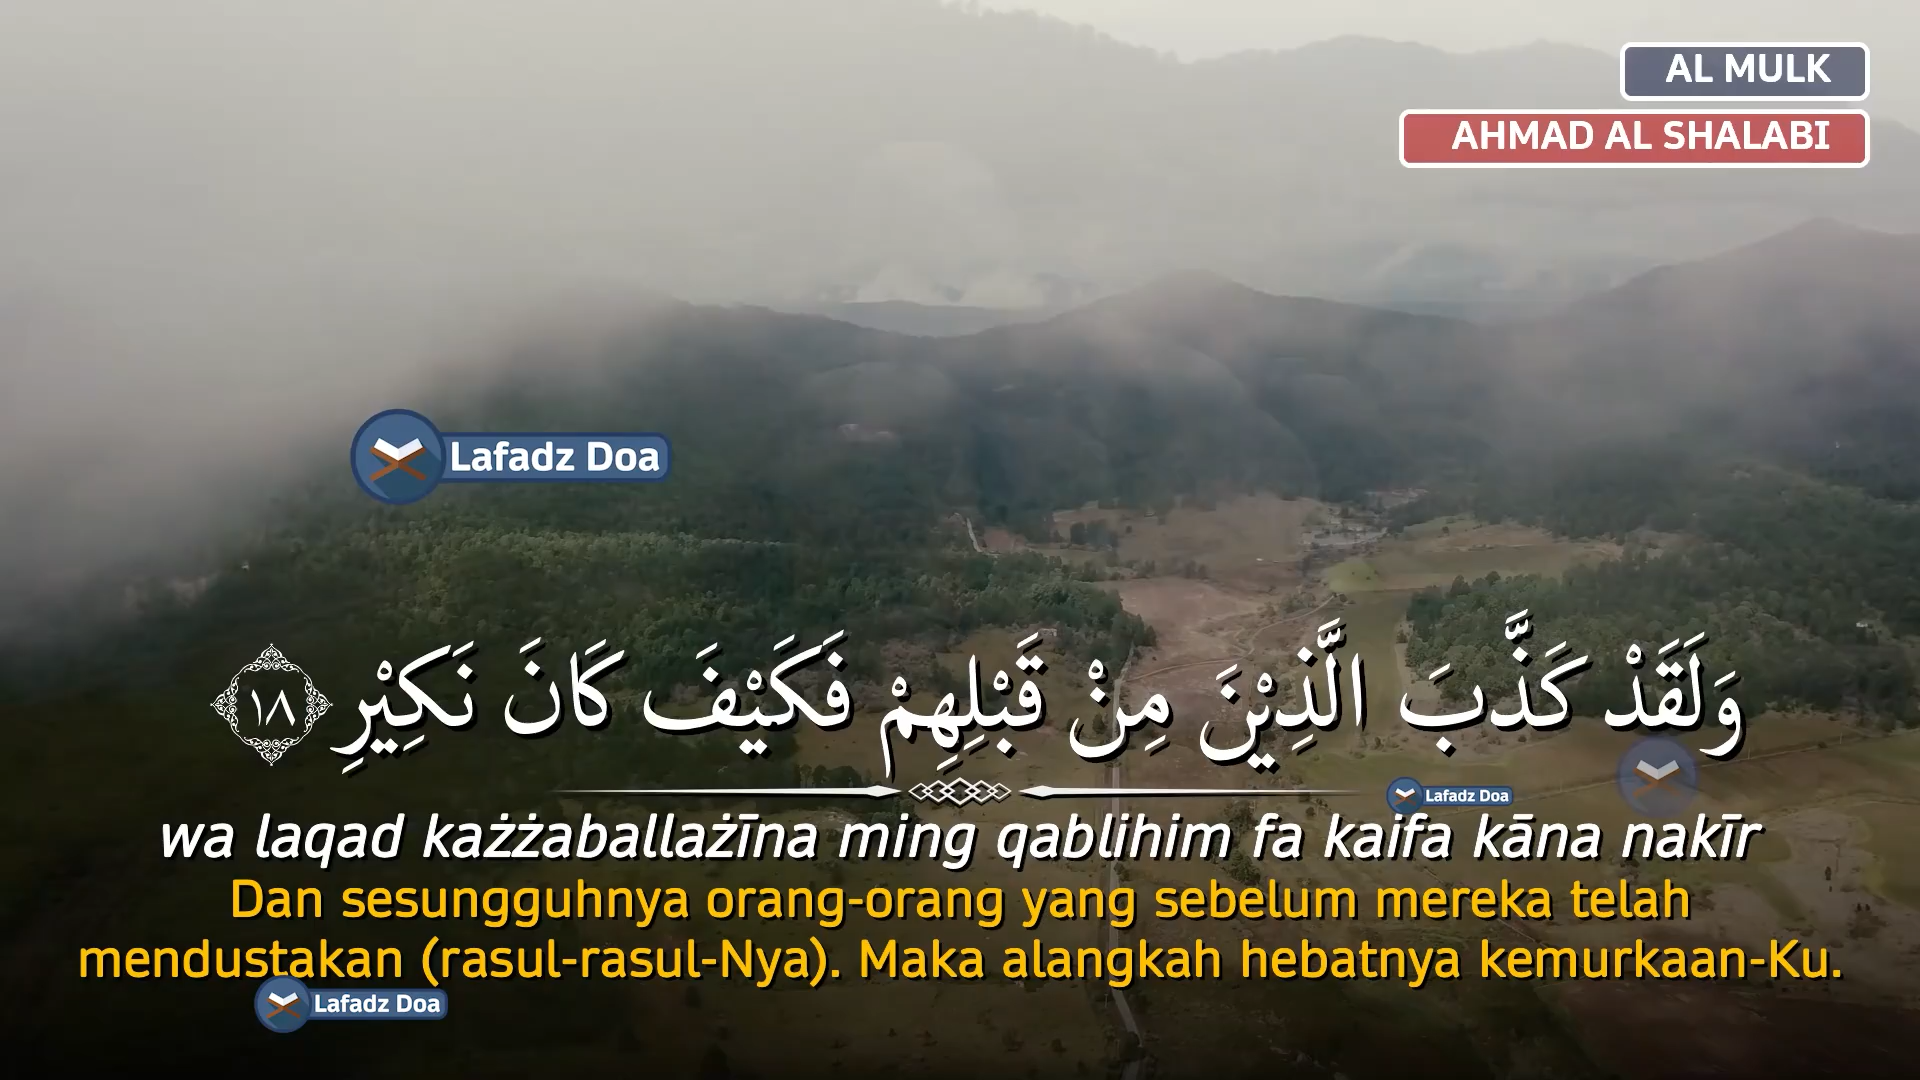 AL MULK
AHMAD AL SHALABI
Lafadz Doa
وَلَقَدْ كَذَّبَ الَّذِيْنَ مِنْ قَبْلِهِمْ فَكَيْفَ كَانَ نَكِيْرِ ١٨
Lafadz Doa
wa laqad każżaballażīna ming qablihim fa kaifa kāna nakīr
Dan sesungguhnya orang-orang yang sebelum mereka telah
mendustakan (rasul-rasul-Nya). Maka alangkah hebatnya kemurkaan-Ku.
Lafadz Doa